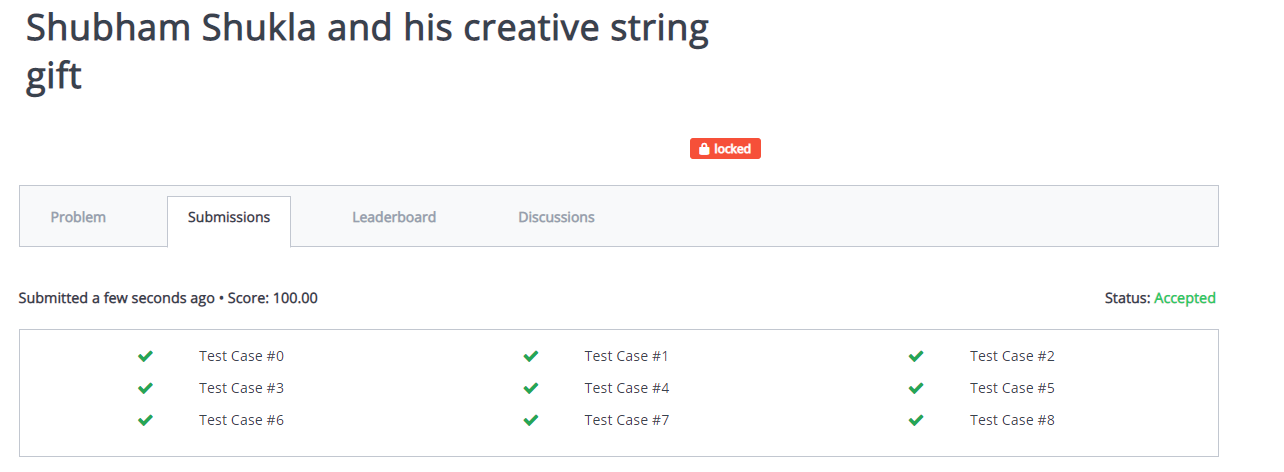 Shubham Shukla and his creative string
gift
locked
Problem Submissions Leaderboard Discussions
Submitted a few seconds ago • Score: 100.00 Status: Accepted
Test Case #0 Test Case #1 Test Case #2
Test Case #3 Test Case #4 Test Case #5
Test Case #6 Test Case #7 Test Case #8